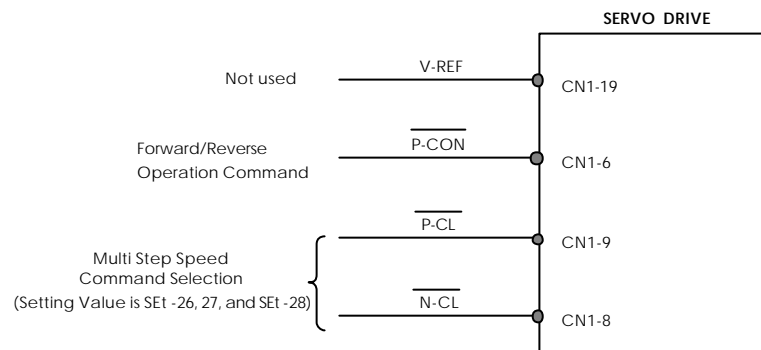 SERVO DRIVE
Not used
V-REF
CN1-19
Forward/Reverse
Operation Command
P-CON
CN1-6
P-CL
CN1-9
Multi Step Speed
Command Selection
(Setting Value is SEt -26, 27, and SEt -28)
N-CL
CN1-8